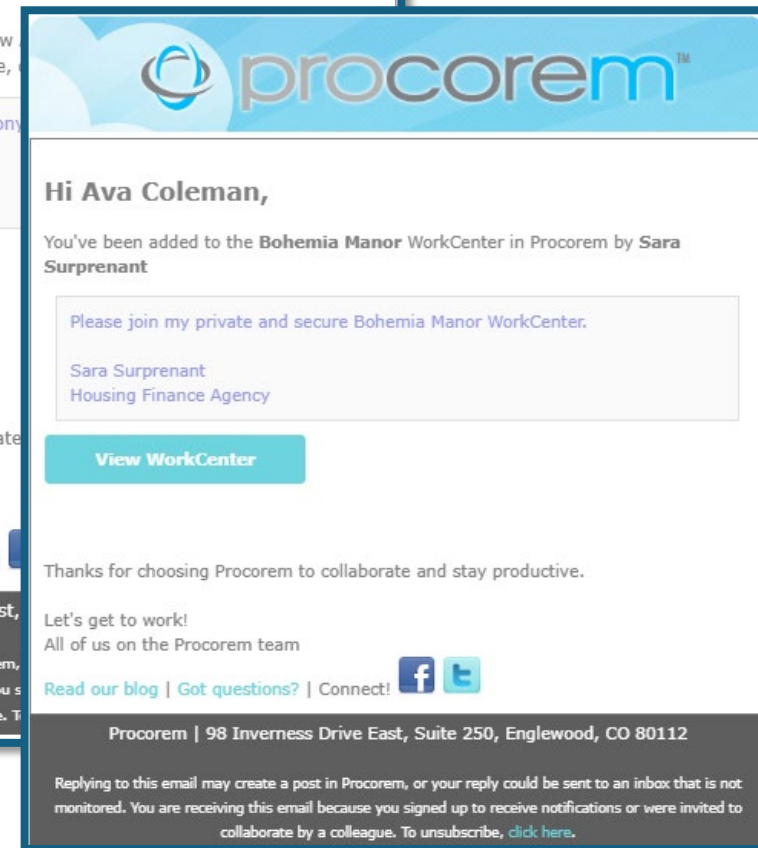 procorem™
Hi Ava Coleman,
You've been added to the Bohemia Manor WorkCenter in Procorem by Sara
Surprenant
Please join my private and secure Bohemia Manor WorkCenter.
Sara Surprenant
Housing Finance Agency
View WorkCenter
Thanks for choosing Procorem to collaborate and stay productive.
Let's get to work!
All of us on the Procorem team
Read our blog | Got questions? | Connect!
Procorem | 98 Inverness Drive East, Suite 250, Englewood, CO 80112
Replying to this email may create a post in Procorem, or your reply could be sent to an inbox that is not
monitored. You are receiving this email because you signed up to receive notifications or were invited to
collaborate by a colleague. To unsubscribe, click here.